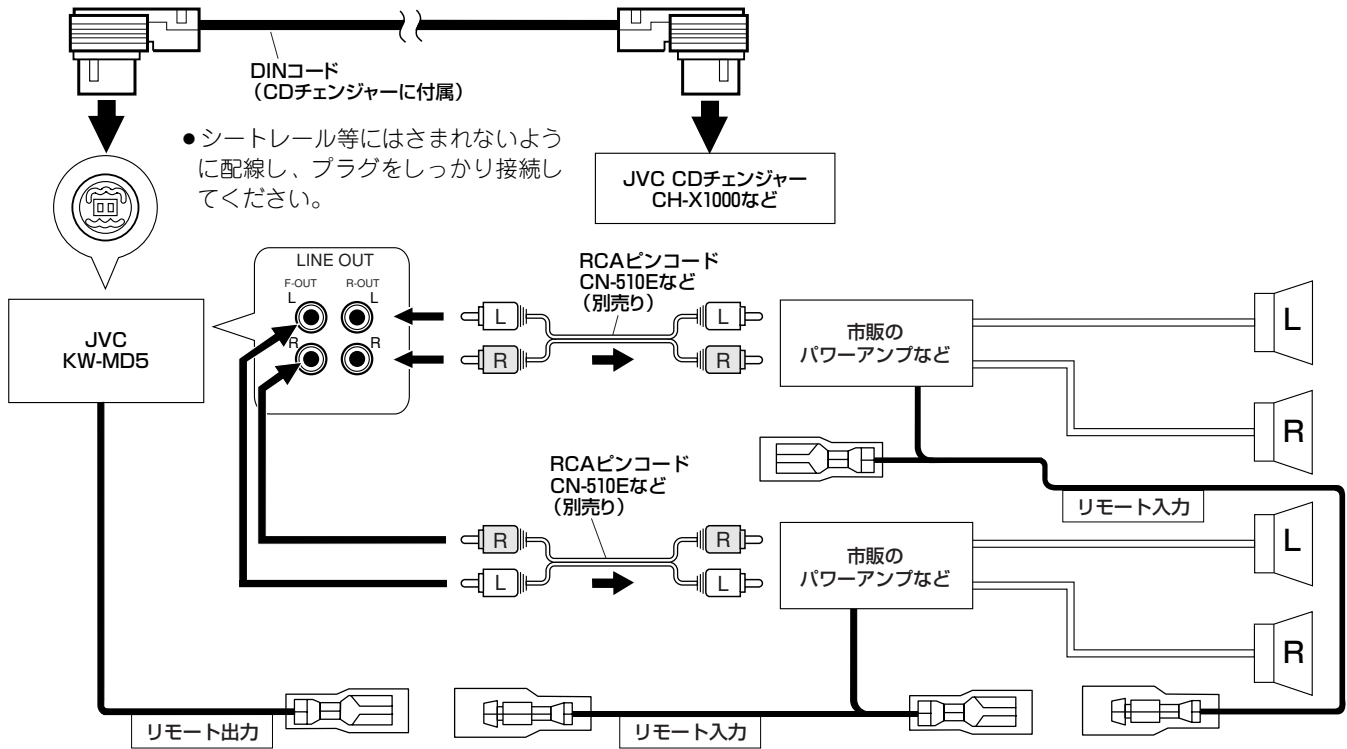 DINコード
（CDチェンジャーに付属）
●シートレール等にはさまれないよう
に配線し、プラグをしっかり接続し
てください。
JVC CDチェンジャー
CH-X1000など
LINE OUT
F-OUT R-OUT
L L
R R
JVC
KW-MD5
RCAピンコード
CN-510Eなど
（別売り）
L L
R R
市販の
パワーアンプなど
L
R
リモート入力
RCAピンコード
CN-510Eなど
（別売り）
R R
L L
市販の
パワーアンプなど
L
R
リモート出力
リモート入力